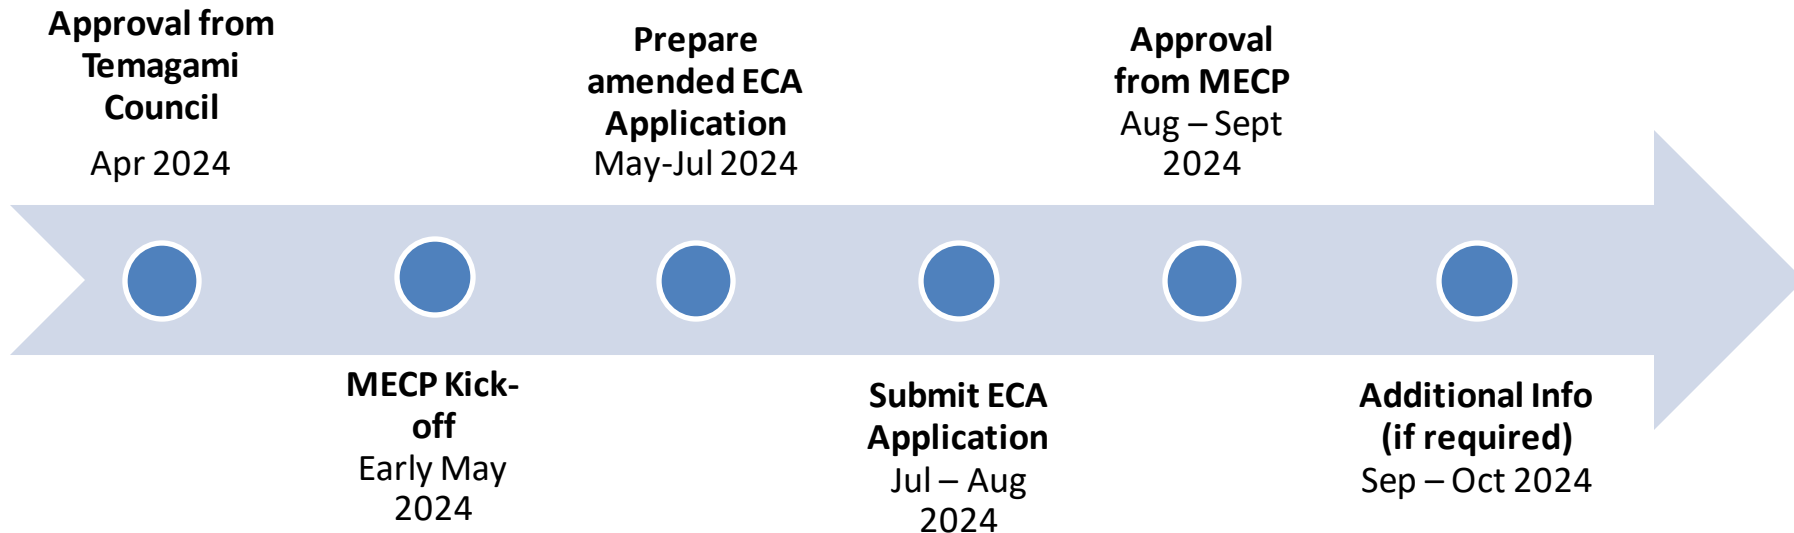 Approval from
Temagami
Council
Apr 2024
MECP Kick-
off
Early May
2024
Prepare
amended ECA
Application
May-Jul 2024
Submit ECA
Application
Jul – Aug
2024
Approval
from MECP
Aug – Sept
2024
Additional Info
(if required)
Sep – Oct 2024